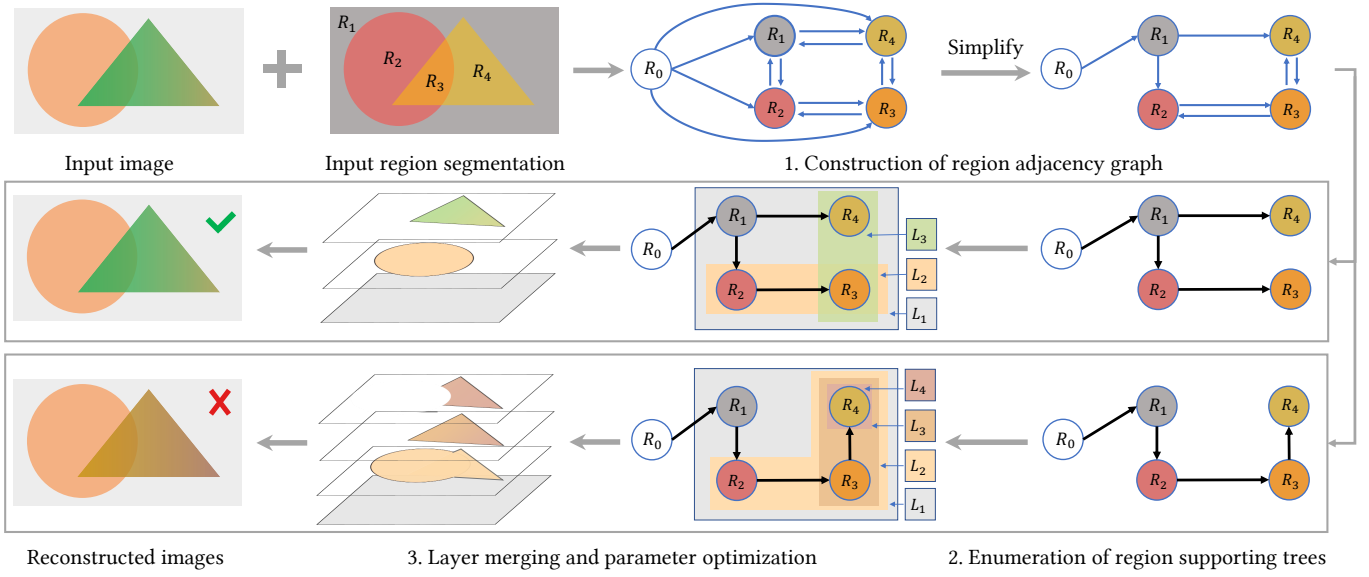 R₁
R₂
R₃
R₄
R₀
R₁
R₄
R₂
R₃
Simplify
R₀
R₁
R₄
R₂
R₃
Input image
Input region segmentation
1. Construction of region adjacency graph
R₀
R₁
R₄
R₂
R₃
L₃
L₂
L₁
R₀
R₁
R₄
R₂
R₃
R₀
R₁
R₄
R₂
R₃
L₄
L₃
L₂
L₁
R₀
R₁
R₄
R₂
R₃
Reconstructed images
3. Layer merging and parameter optimization
2. Enumeration of region supporting trees